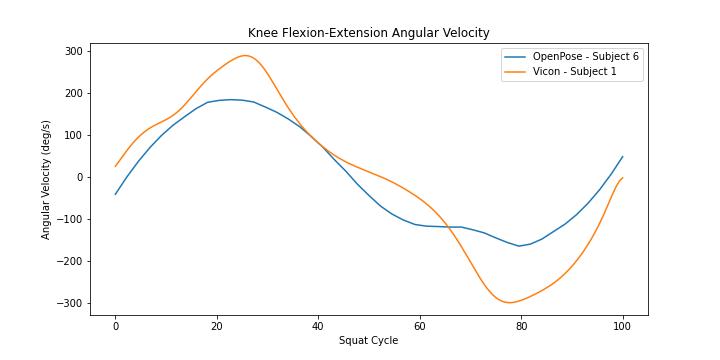 Knee Flexion-Extension Angular Velocity
OpenPose - Subject 6
Vicon - Subject 1
Angular Velocity (deg/s)
300
200
100
0
−100
−200
−300
0 20 40 60 80 100
Squat Cycle